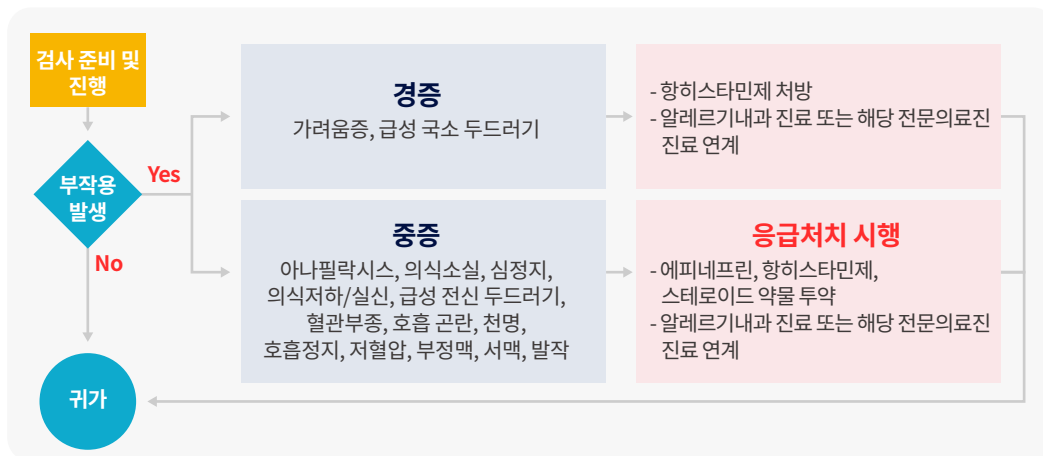 검사 준비 및
진행
부작용
발생
Yes
No
귀가
경증
가려움증, 급성 국소 두드러기
- 항히스타민제 처방
- 알레르기내과 진료 또는 해당 전문의료진
진료 연계
중증
아나필락시스, 의식소실, 심정지,
의식저하/실신, 급성 전신 두드러기,
혈관부종, 호흡 곤란, 천명,
호흡정지, 저혈압, 부정맥, 서맥, 발작
응급처치 시행
- 에피네프린, 항히스타민제,
스테로이드 약물 투약
- 알레르기내과 진료 또는 해당 전문의료진
진료 연계